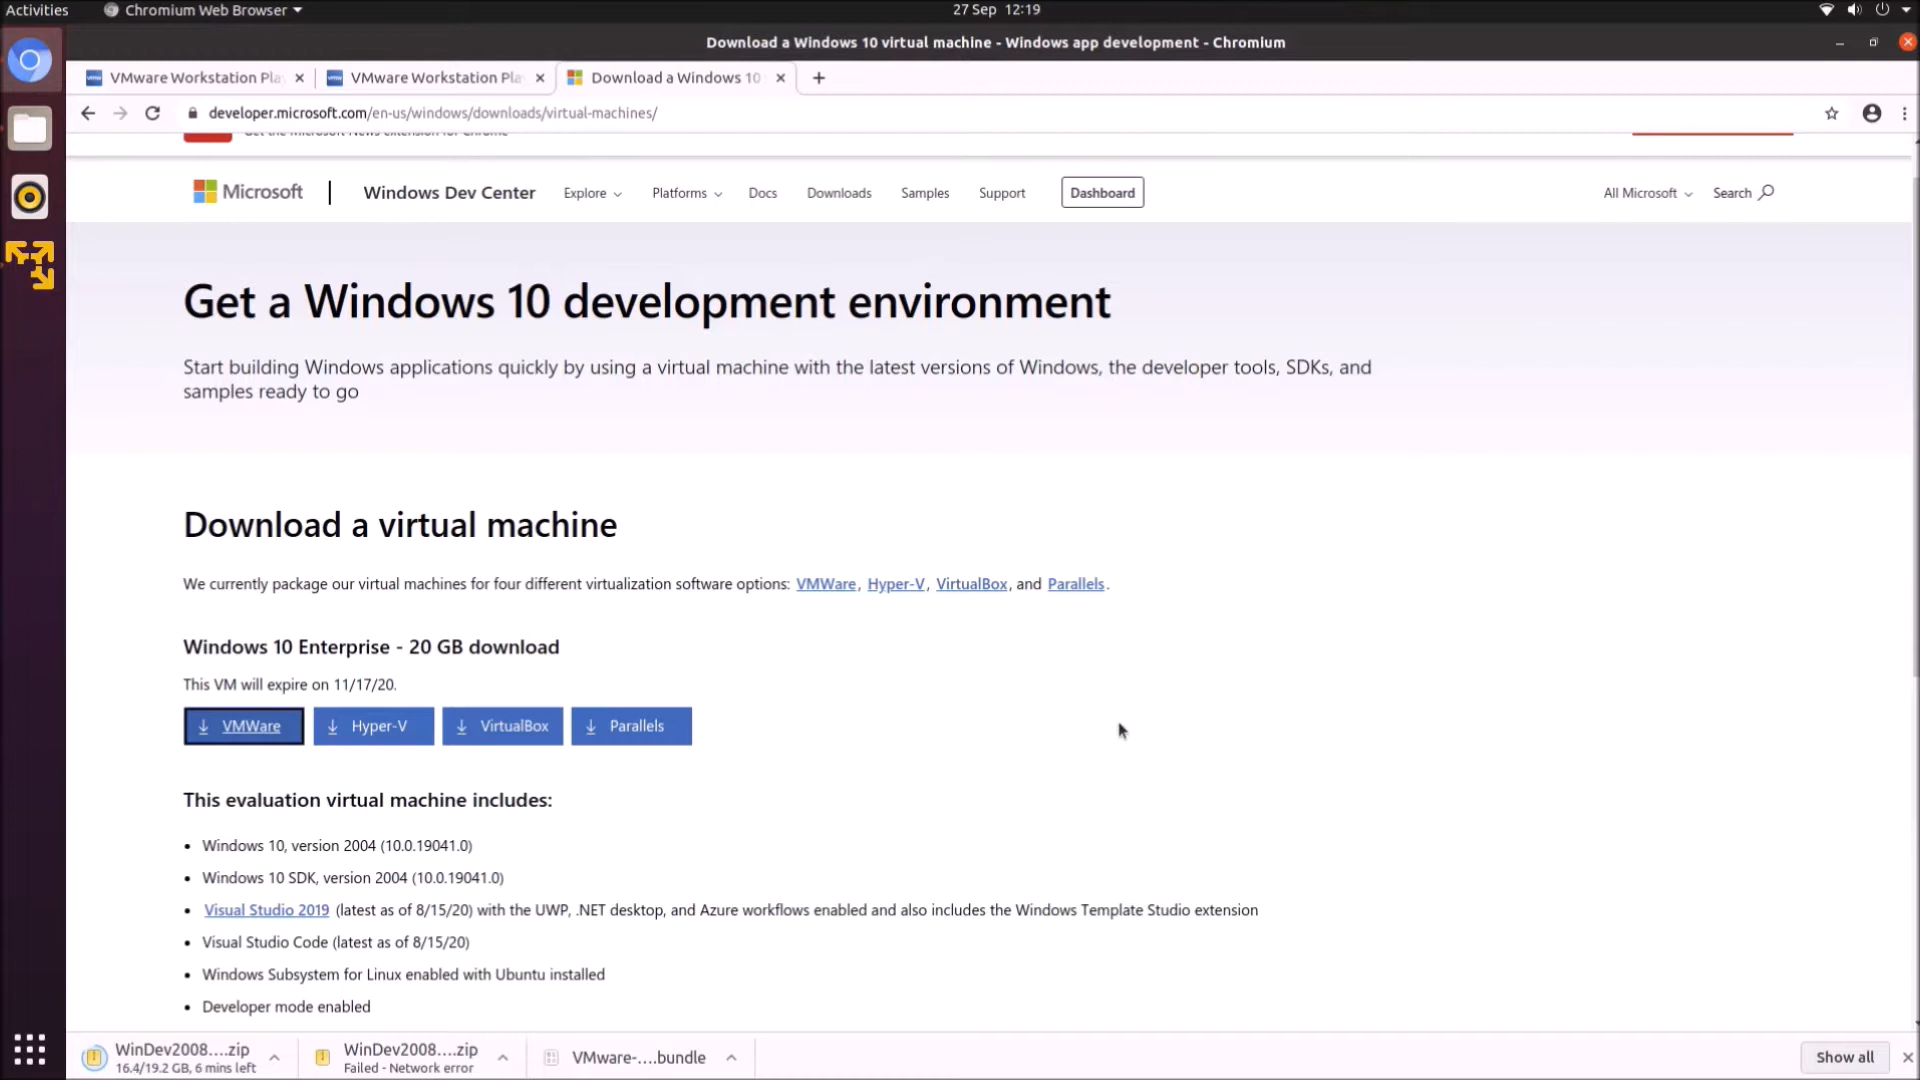 Activities
Chromium Web Browser
27 Sep 12:19
Download a Windows 10 virtual machine - Windows app development - Chromium
VMware Workstation Pla
VMware Workstation Pla
Download a Windows 10
developer.microsoft.com/en-us/windows/downloads/virtual-machines/
Get the Microsoft News extension for Chrome
Microsoft
Windows Dev Center
Explore
Platforms
Docs
Downloads
Samples
Support
Dashboard
All Microsoft
Search
Get a Windows 10 development environment
Start building Windows applications quickly by using a virtual machine with the latest versions of Windows, the developer tools, SDKs, and
samples ready to go
Download a virtual machine
We currently package our virtual machines for four different virtualization software options: VMWare, Hyper-V, VirtualBox, and Parallels.
Windows 10 Enterprise - 20 GB download
This VM will expire on 11/17/20.
VMWare
Hyper-V
VirtualBox
Parallels
This evaluation virtual machine includes:
• Windows 10, version 2004 (10.0.19041.0)
• Windows 10 SDK, version 2004 (10.0.19041.0)
• Visual Studio 2019 (latest as of 8/15/20) with the UWP, .NET desktop, and Azure workflows enabled and also includes the Windows Template Studio extension
• Visual Studio Code (latest as of 8/15/20)
• Windows Subsystem for Linux enabled with Ubuntu installed
• Developer mode enabled
WinDev2008....zip
16.4/19.2 GB, 6 mins left
WinDev2008....zip
Failed - Network error
VMware-....bundle
Show all